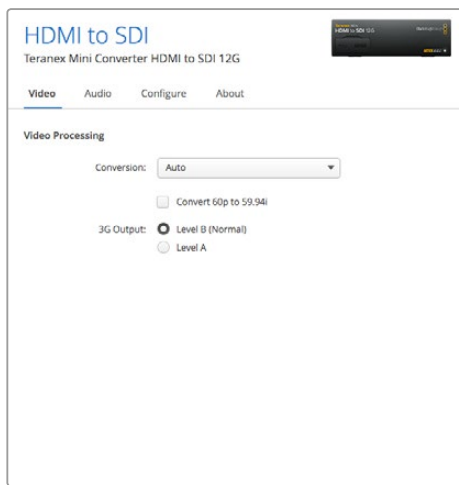 HDMI to SDI
Teranex Mini Converter HDMI to SDI 12G
Video Audio Configure About
Video Processing
Conversion: Auto
Convert 60p to 59.94i
3G Output: Level B (Normal)
Level A